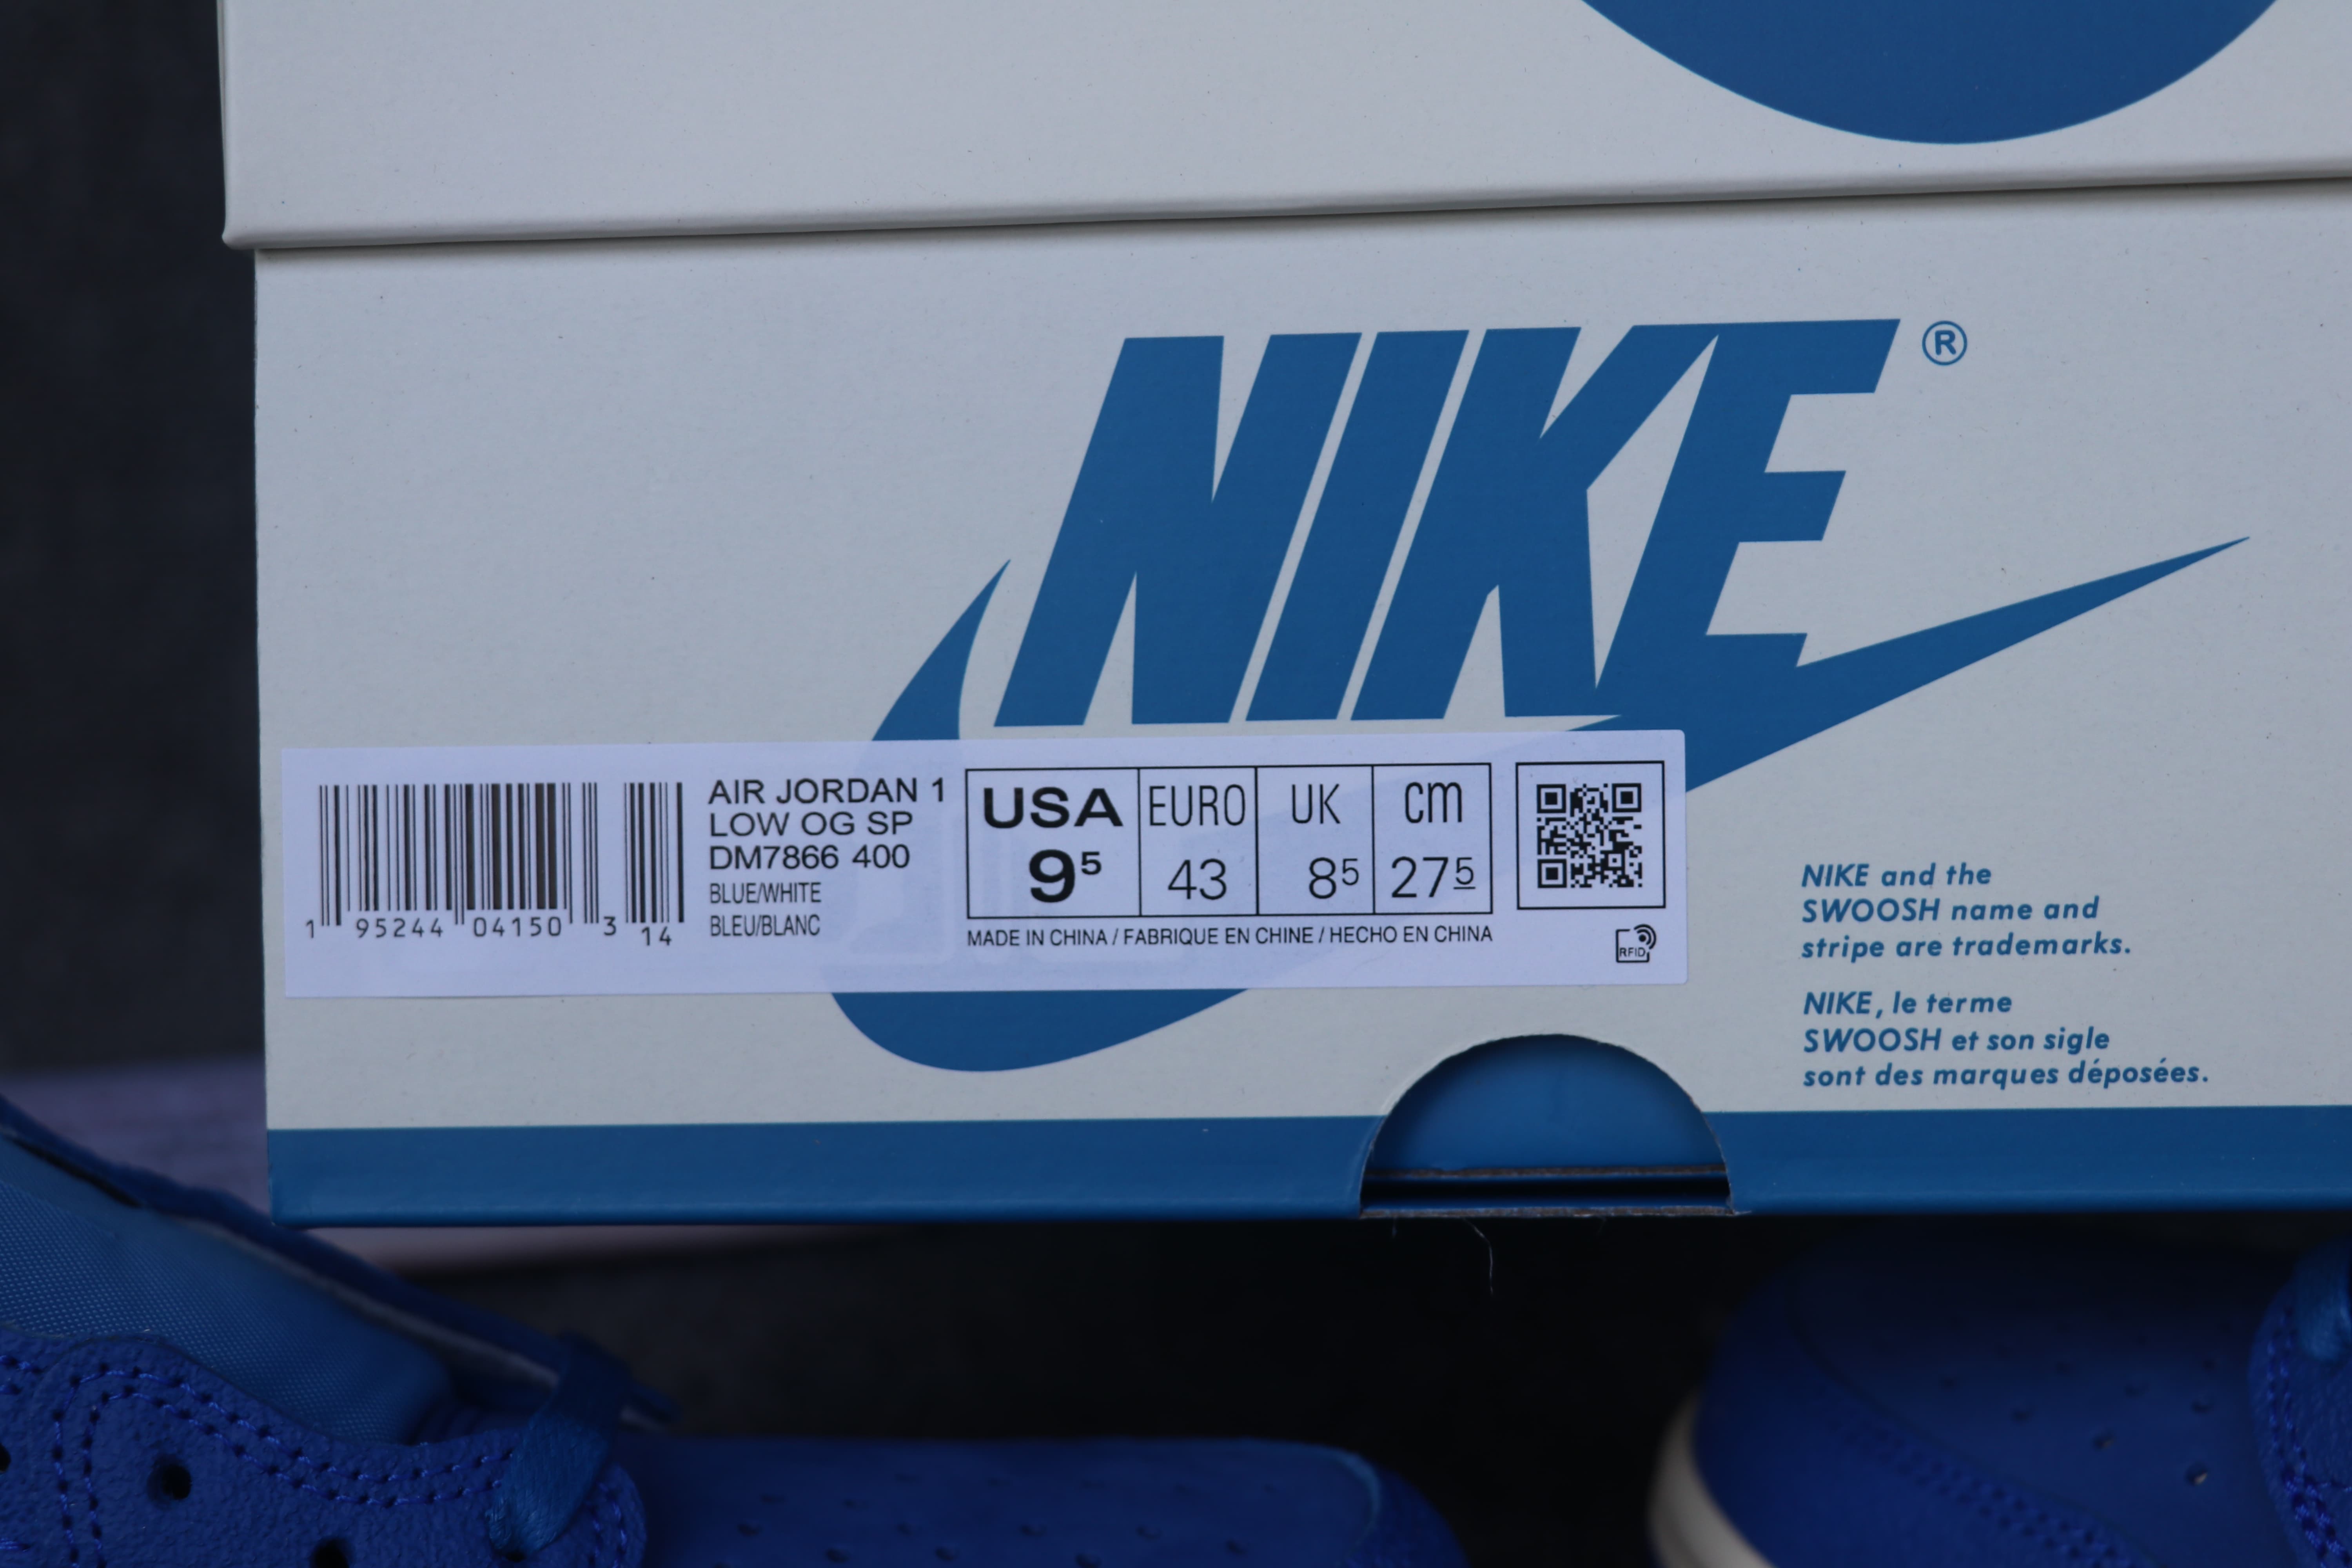 NIKE®
AIR JORDAN 1
LOW OG SP
DM7866 400
BLUE/WHITE
BLEU/BLANC
1 95244 04150 3 14
USA EURO UK cm
9⁵ 43 8⁵ 27⁵
MADE IN CHINA / FABRIQUE EN CHINE / HECHO EN CHINA
RFID
NIKE and the
SWOOSH name and
stripe are trademarks.
NIKE, le terme
SWOOSH et son sigle
sont des marques déposées.